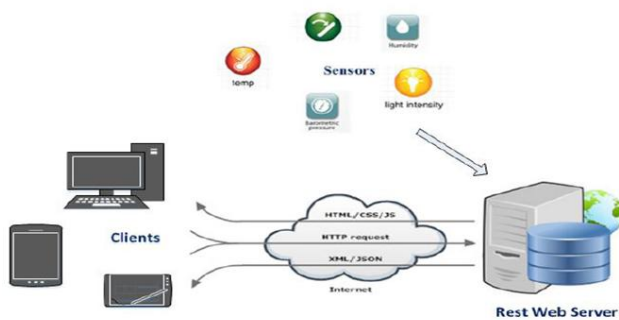 Humidity
Sensors
temp
light intensity
Barometric
pressure
HTML/CSS/JS
Clients
HTTP request
XML/JSON
Internet
Rest Web Server